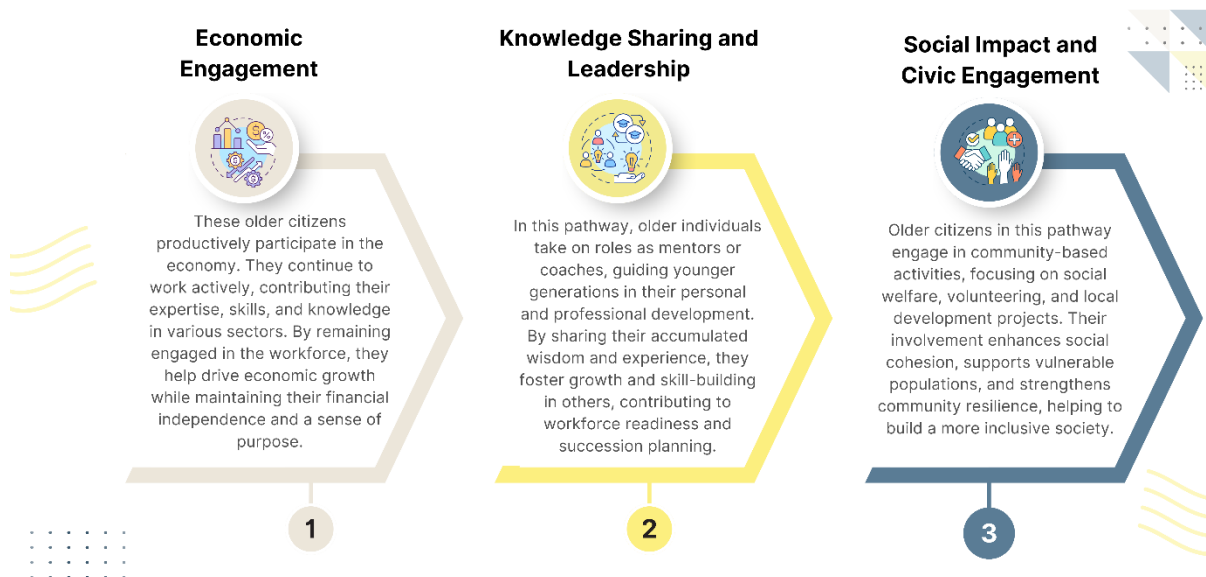 Economic
Engagement
These older citizens
productively participate in the
economy. They continue to
work actively, contributing their
expertise, skills, and knowledge
in various sectors. By remaining
engaged in the workforce, they
help drive economic growth
while maintaining their financial
independence and a sense of
purpose.
1
Knowledge Sharing and
Leadership
In this pathway, older individuals
take on roles as mentors or
coaches, guiding younger
generations in their personal
and professional development.
By sharing their accumulated
wisdom and experience, they
foster growth and skill-building
in others, contributing to
workforce readiness and
succession planning.
2
Social Impact and
Civic Engagement
Older citizens in this pathway
engage in community-based
activities, focusing on social
welfare, volunteering, and local
development projects. Their
involvement enhances social
cohesion, supports vulnerable
populations, and strengthens
community resilience, helping to
build a more inclusive society.
3